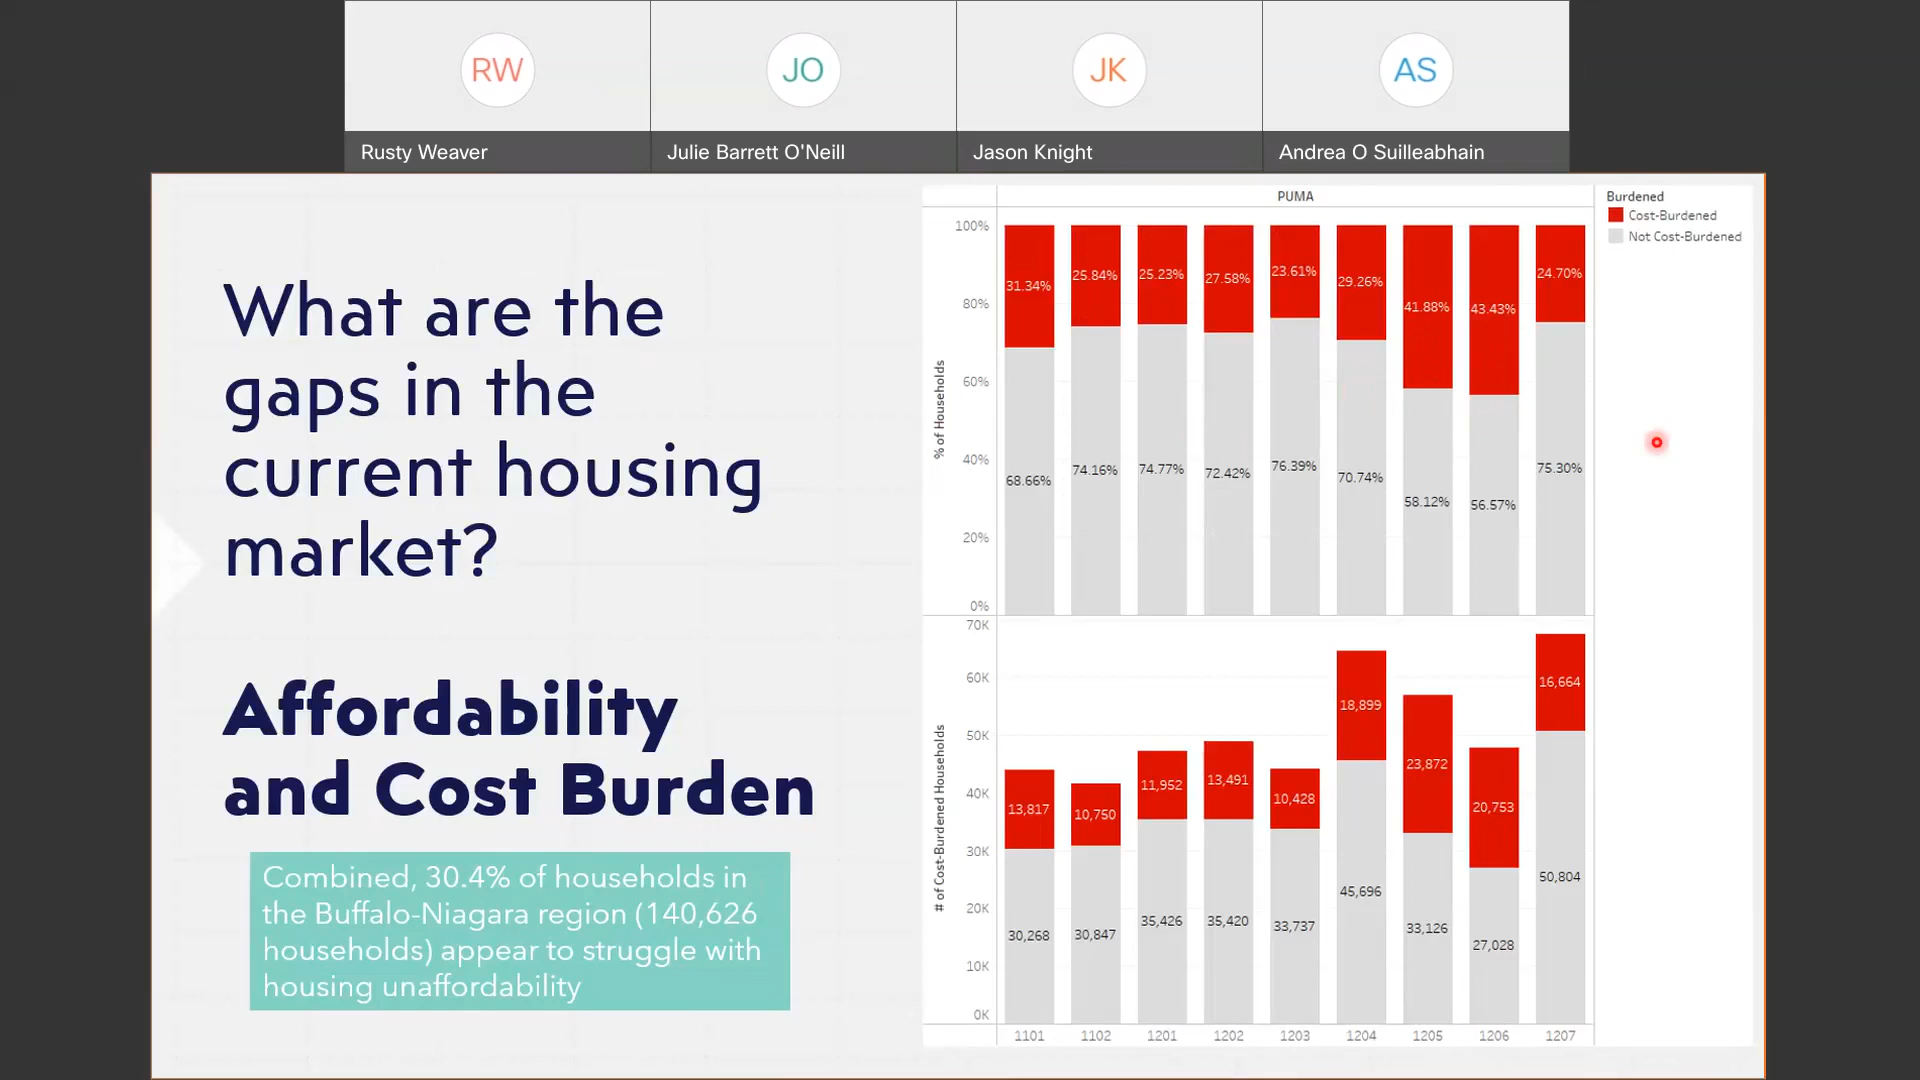 RW
JO
JK
AS
Rusty Weaver
Julie Barrett O'Neill
Jason Knight
Andrea O Suilleabhain
What are the
gaps in the
current housing
market?
Affordability
and Cost Burden
Combined, 30.4% of households in
the Buffalo-Niagara region (140,626
households) appear to struggle with
housing unaffordability
PUMA
Burdened
Cost-Burdened
Not Cost-Burdened
% of Households
100%
80%
60%
40%
20%
0%
31.34%
25.84%
25.23%
27.58%
23.61%
29.26%
41.88%
43.43%
24.70%
68.66%
74.16%
74.77%
72.42%
76.39%
70.74%
58.12%
56.57%
75.30%
# of Cost-Burdened Households
70K
60K
50K
40K
30K
20K
10K
0K
13,817
10,750
11,952
13,491
10,428
18,899
23,872
20,753
16,664
30,268
30,847
35,426
35,420
33,737
45,696
33,126
27,028
50,804
1101
1102
1201
1202
1203
1204
1205
1206
1207